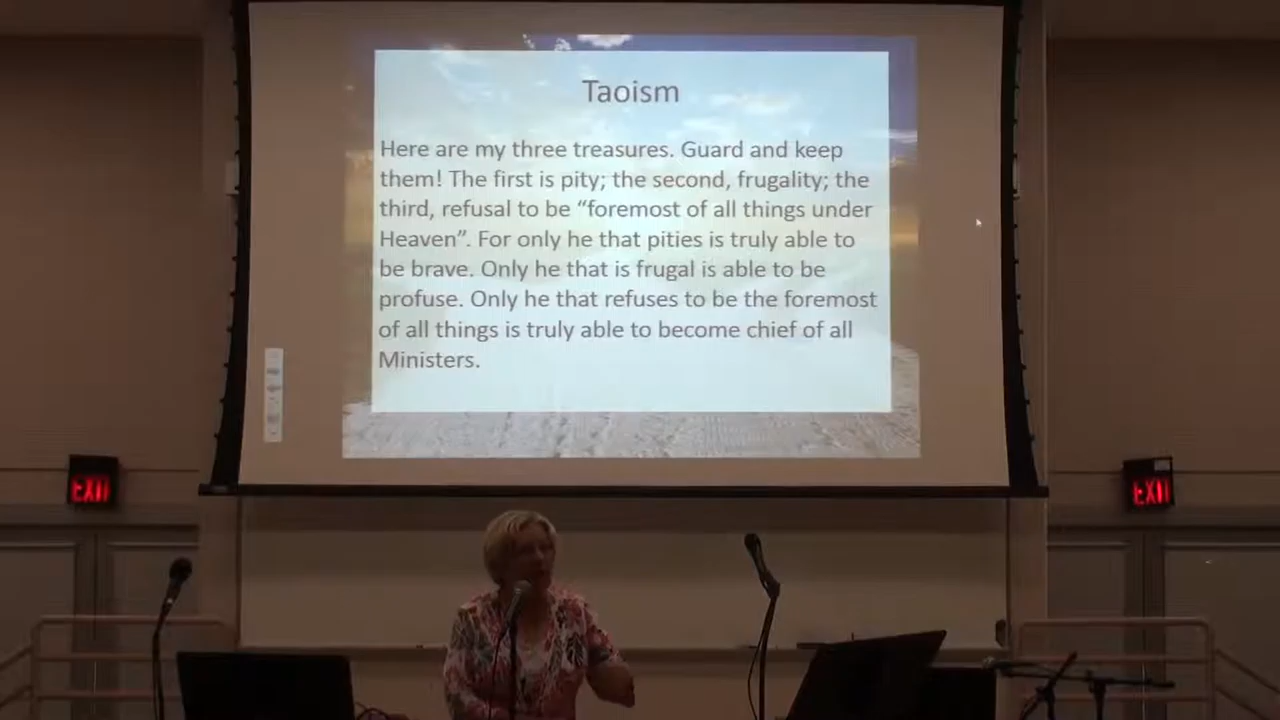 Taoism
Here are my three treasures. Guard and keep
them! The first is pity; the second, frugality; the
third, refusal to be “foremost of all things under
Heaven”. For only he that pities is truly able to
be brave. Only he that is frugal is able to be
profuse. Only he that refuses to be the foremost
of all things is truly able to become chief of all
Ministers.
EXIT
EXIT